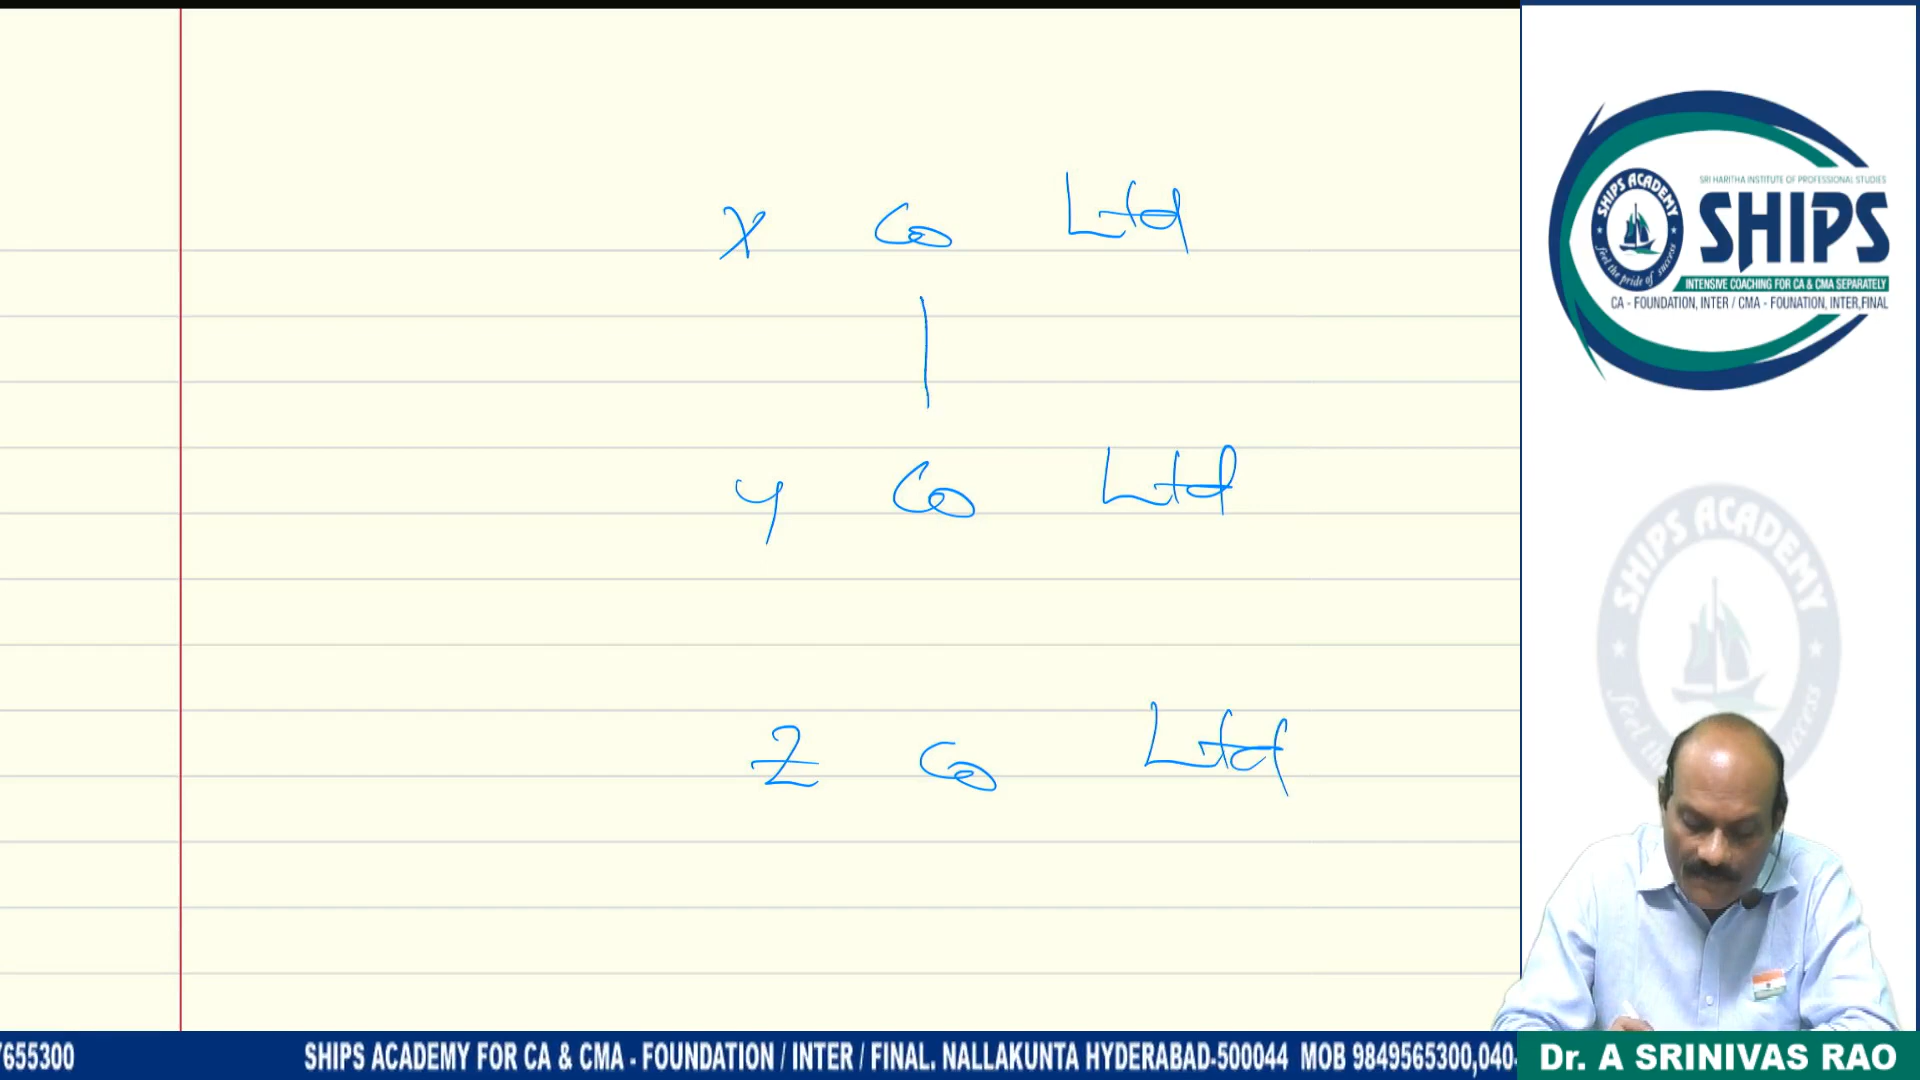 X Co Ltd
y Co Ltd
Z Co Ltd
SHIPS ACADEMY
feel the pride of success
SRI HARITHA INSTITUTE OF PROFESSIONAL STUDIES
SHIPS
INTENSIVE COACHING FOR CA & CMA SEPARATELY
CA - FOUNDATION, INTER / CMA - FOUNATION, INTER,FINAL
SHIPS ACADEMY
feel
655300 SHIPS ACADEMY FOR CA & CMA - FOUNDATION / INTER / FINAL. NALLAKUNTA HYDERABAD-500044 MOB 9849565300,040-
Dr. A SRINIVAS RAO